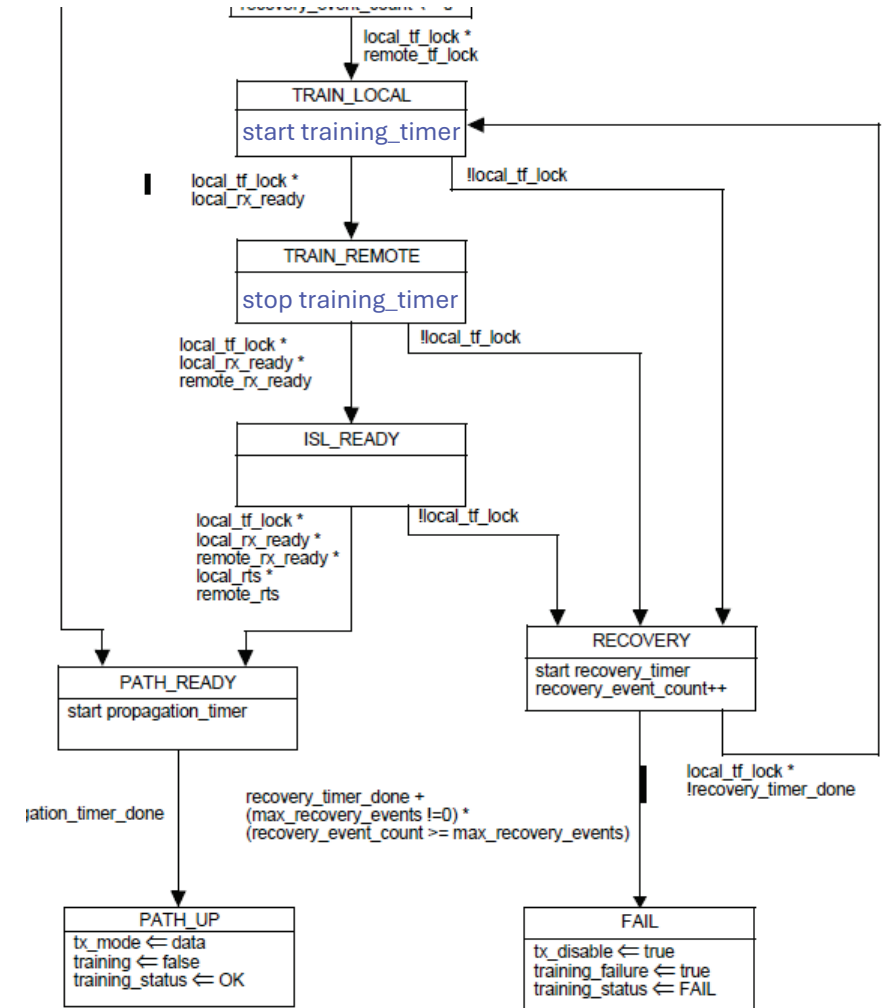 local_tf_lock *
remote_tf_lock
TRAIN_LOCAL
start training_timer
local_tf_lock *
local_rx_ready
!local_tf_lock
TRAIN_REMOTE
stop training_timer
local_tf_lock *
local_rx_ready *
remote_rx_ready
!local_tf_lock
ISL_READY
local_tf_lock *
local_rx_ready *
remote_rx_ready *
local_rts *
remote_rts
!local_tf_lock
RECOVERY
start recovery_timer
recovery_event_count++
PATH_READY
start propagation_timer
local_tf_lock *
!recovery_timer_done
gation_timer_done
recovery_timer_done +
(max_recovery_events !=0) *
(recovery_event_count >= max_recovery_events)
PATH_UP
tx_mode ⇐ data
training ⇐ false
training_status ⇐ OK
FAIL
tx_disable ⇐ true
training_failure ⇐ true
training_status ⇐ FAIL